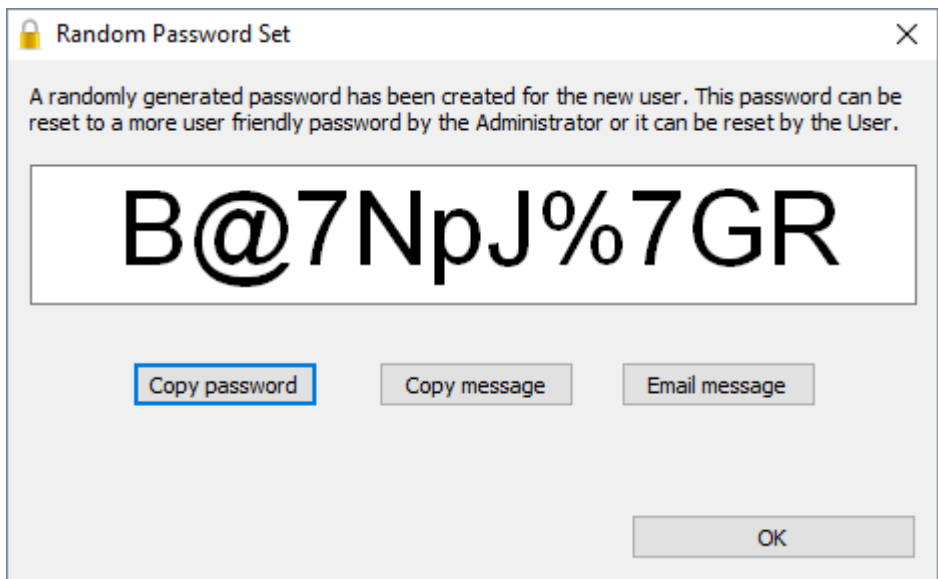 Random Password Set
A randomly generated password has been created for the new user. This password can be
reset to a more user friendly password by the Administrator or it can be reset by the User.
B@7NpJ%7GR
Copy password
Copy message
Email message
OK